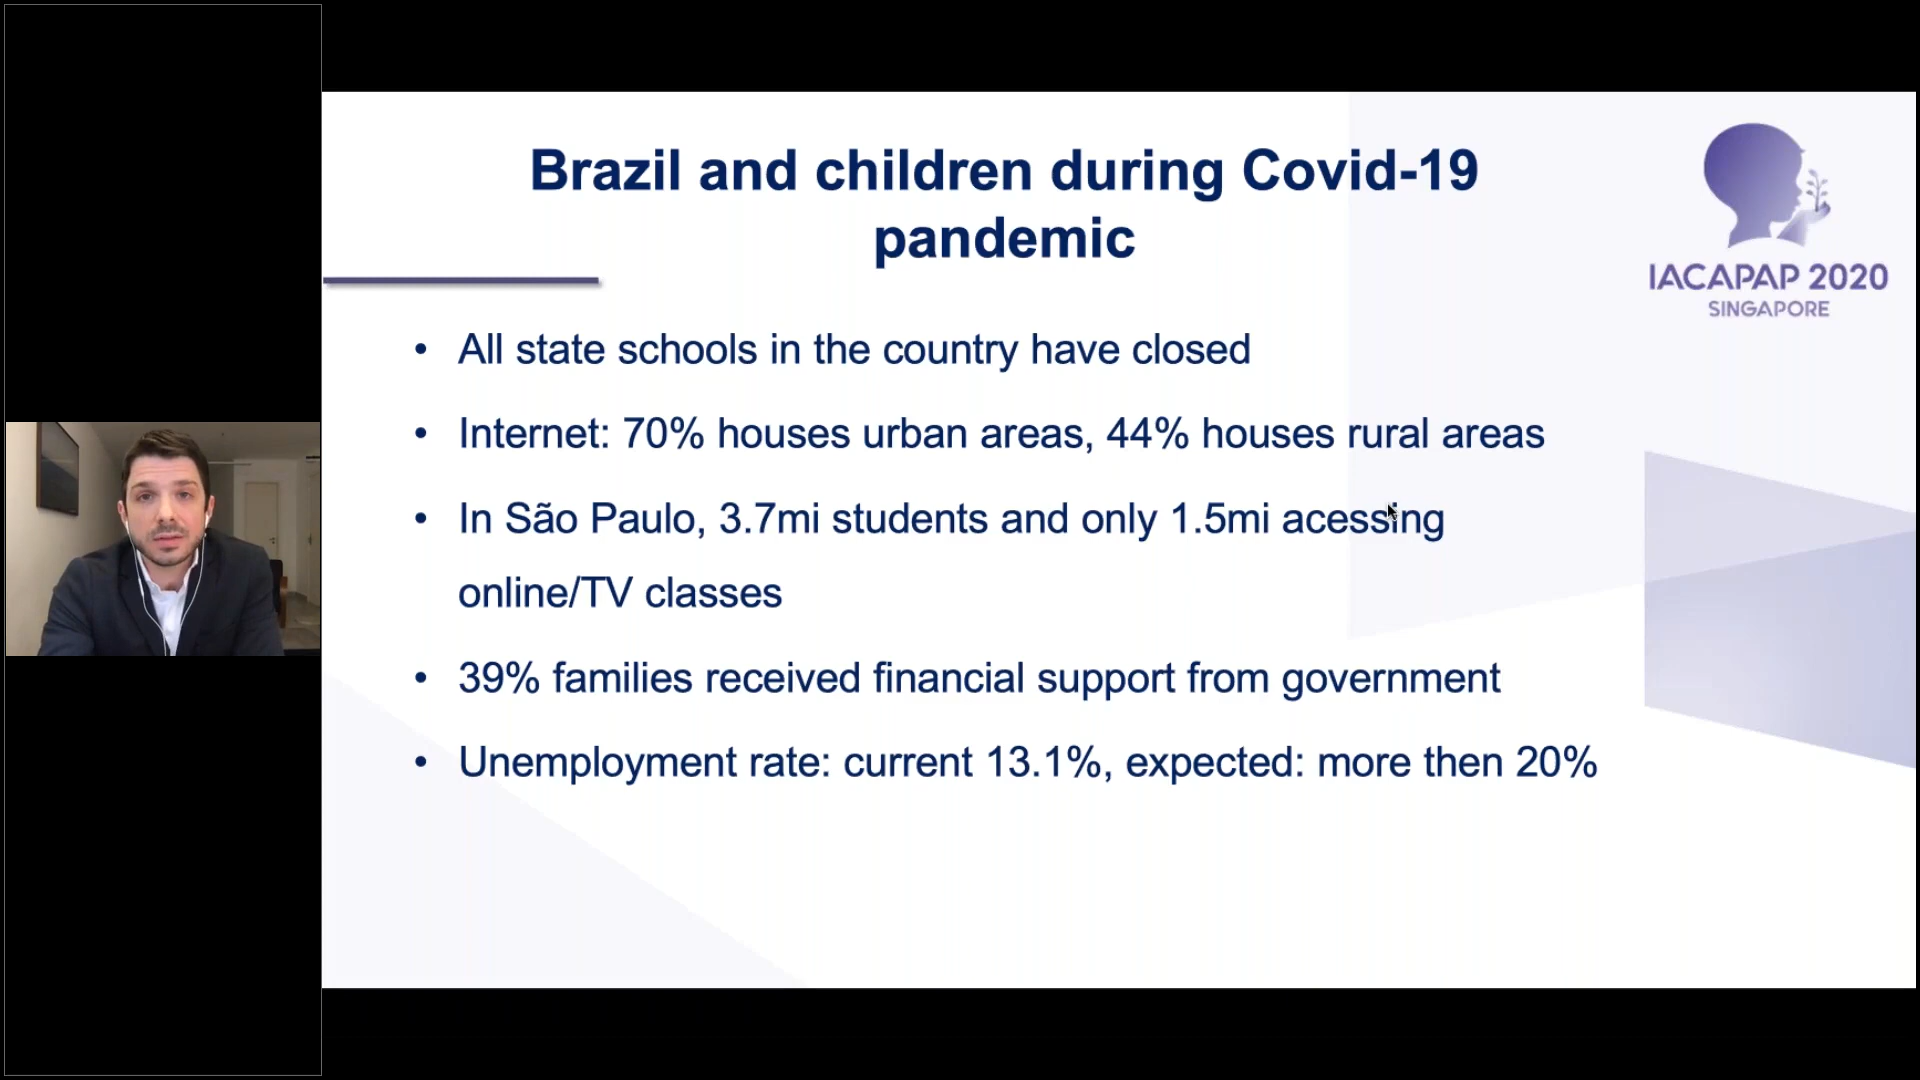 Brazil and children during Covid-19
pandemic
IACAPAP 2020
SINGAPORE
• All state schools in the country have closed
• Internet: 70% houses urban areas, 44% houses rural areas
• In São Paulo, 3.7mi students and only 1.5mi acessing
online/TV classes
• 39% families received financial support from government
• Unemployment rate: current 13.1%, expected: more then 20%